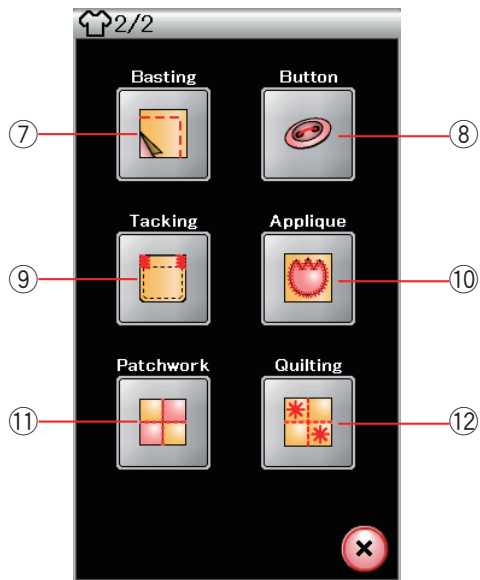 2/2
Basting Button
⑦ ⑧
Tacking Applique
⑨ ⑩
Patchwork Quilting
⑪ ⑫